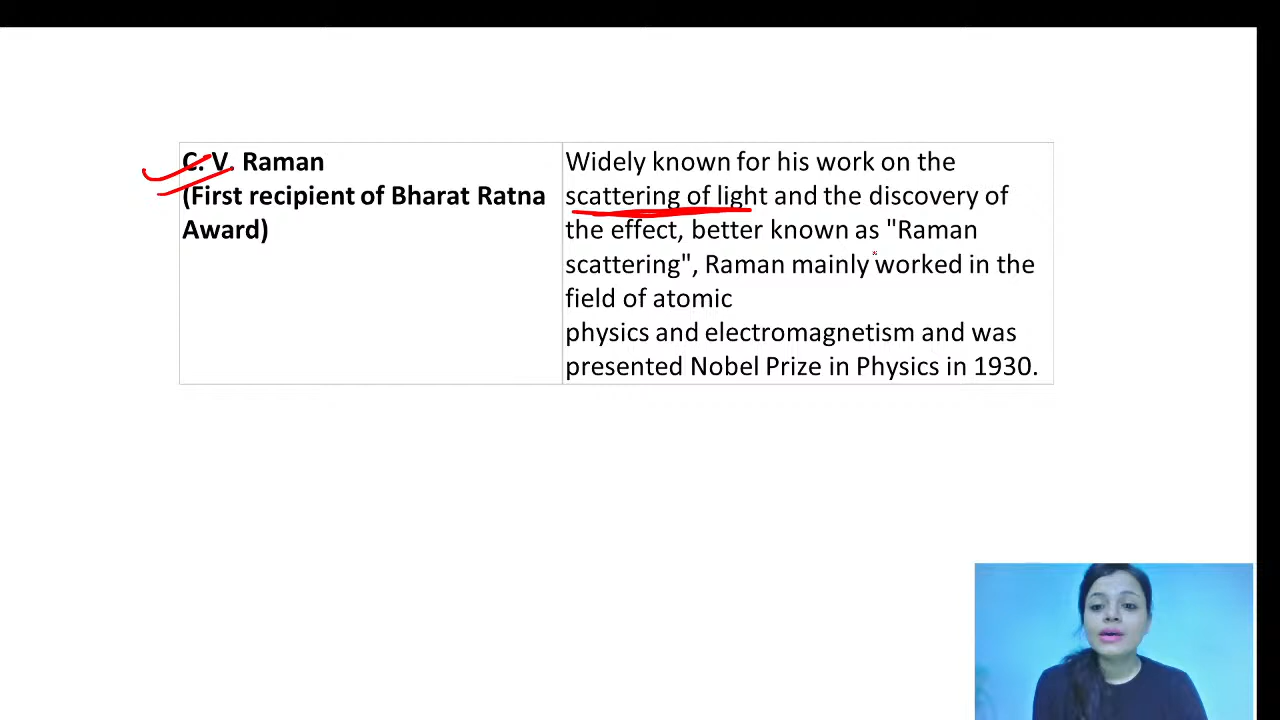 C. V. Raman
(First recipient of Bharat Ratna
Award)
Widely known for his work on the
scattering of light and the discovery of
the effect, better known as "Raman
scattering", Raman mainly worked in the
field of atomic
physics and electromagnetism and was
presented Nobel Prize in Physics in 1930.